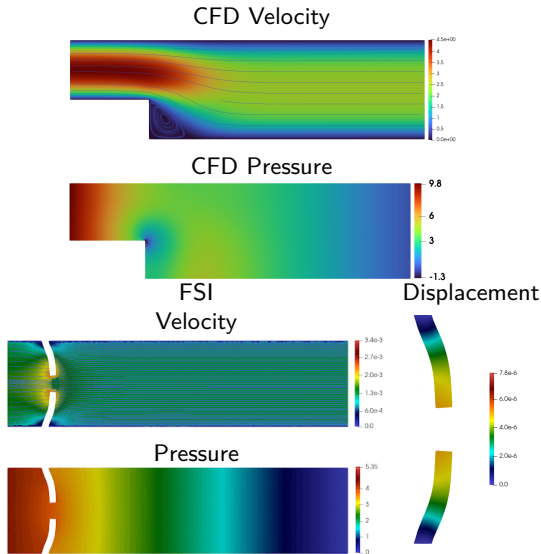 CFD Velocity
4.5e+00
4
3.5
3
2.5
2
1.5
1
0.5
0.0e+00
CFD Pressure
9.8
6
3
-1.3
FSI
Displacement
Velocity
3.4e-3
2.0e-3
1.3e-3
6.0e-4
0.0
7.8e-6
6.0e-6
4.0e-6
2.0e-6
0.0
Pressure
5.35
4
3
2
1
0